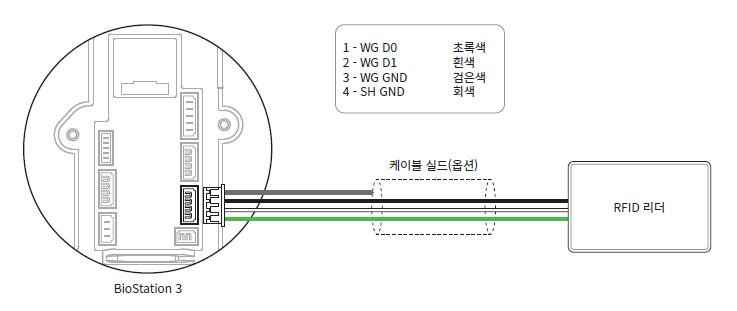 1 - WG D0 초록색
2 - WG D1 흰색
3 - WG GND 검은색
4 - SH GND 회색
케이블 실드(옵션)
RFID 리더
BioStation 3